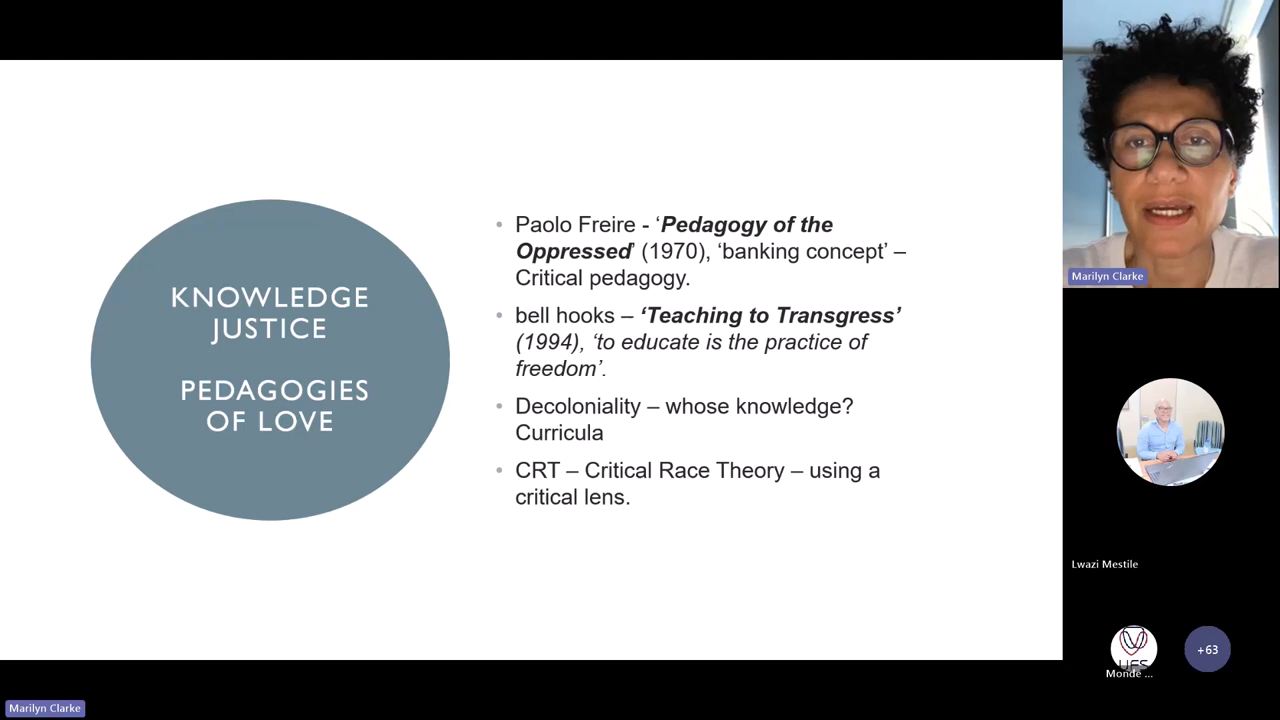 KNOWLEDGE
JUSTICE
PEDAGOGIES
OF LOVE
• Paolo Freire - ‘Pedagogy of the
Oppressed’ (1970), ‘banking concept’ –
Critical pedagogy.
• bell hooks – ‘Teaching to Transgress’
(1994), ‘to educate is the practice of
freedom’.
• Decoloniality – whose knowledge?
Curricula
• CRT – Critical Race Theory – using a
critical lens.
Marilyn Clarke
Lwazi Mestile
UFS
Monde ...
+63
Marilyn Clarke